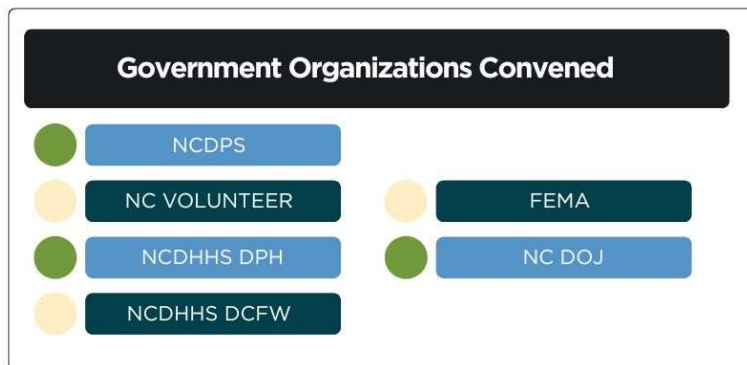 Government Organizations Convened
NCDPS
NC VOLUNTEER
FEMA
NCDHHS DPH
NC DOJ
NCDHHS DCFW